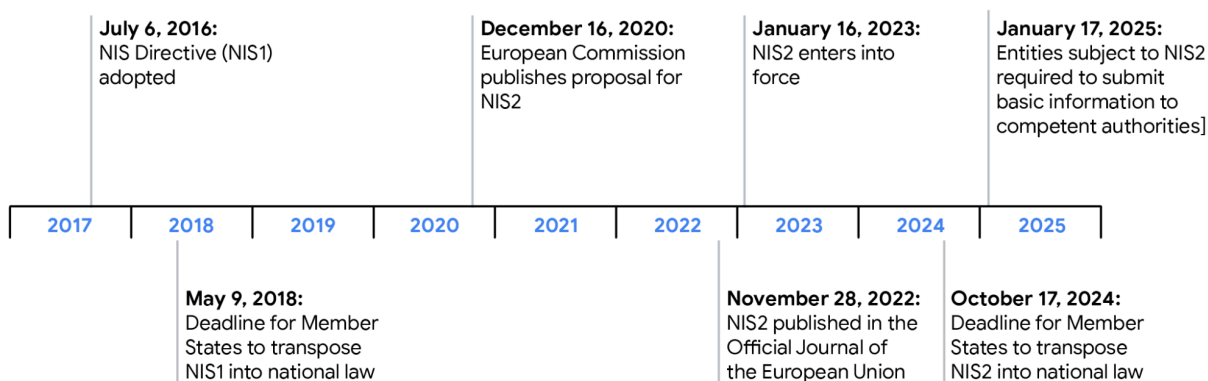 July 6, 2016:
NIS Directive (NIS1)
adopted
December 16, 2020:
European Commission
publishes proposal for
NIS2
January 16, 2023:
NIS2 enters into
force
January 17, 2025:
Entities subject to NIS2
required to submit
basic information to
competent authorities]
2017 2018 2019 2020 2021 2022 2023 2024 2025
May 9, 2018:
Deadline for Member
States to transpose
NIS1 into national law
November 28, 2022:
NIS2 published in the
Official Journal of
the European Union
October 17, 2024:
Deadline for Member
States to transpose
NIS2 into national law